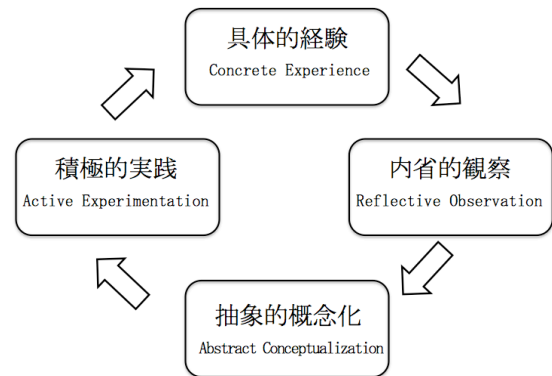 具体的経験
Concrete Experience
積極的実践
Active Experimentation
内省的観察
Reflective Observation
抽象的概念化
Abstract Conceptualization